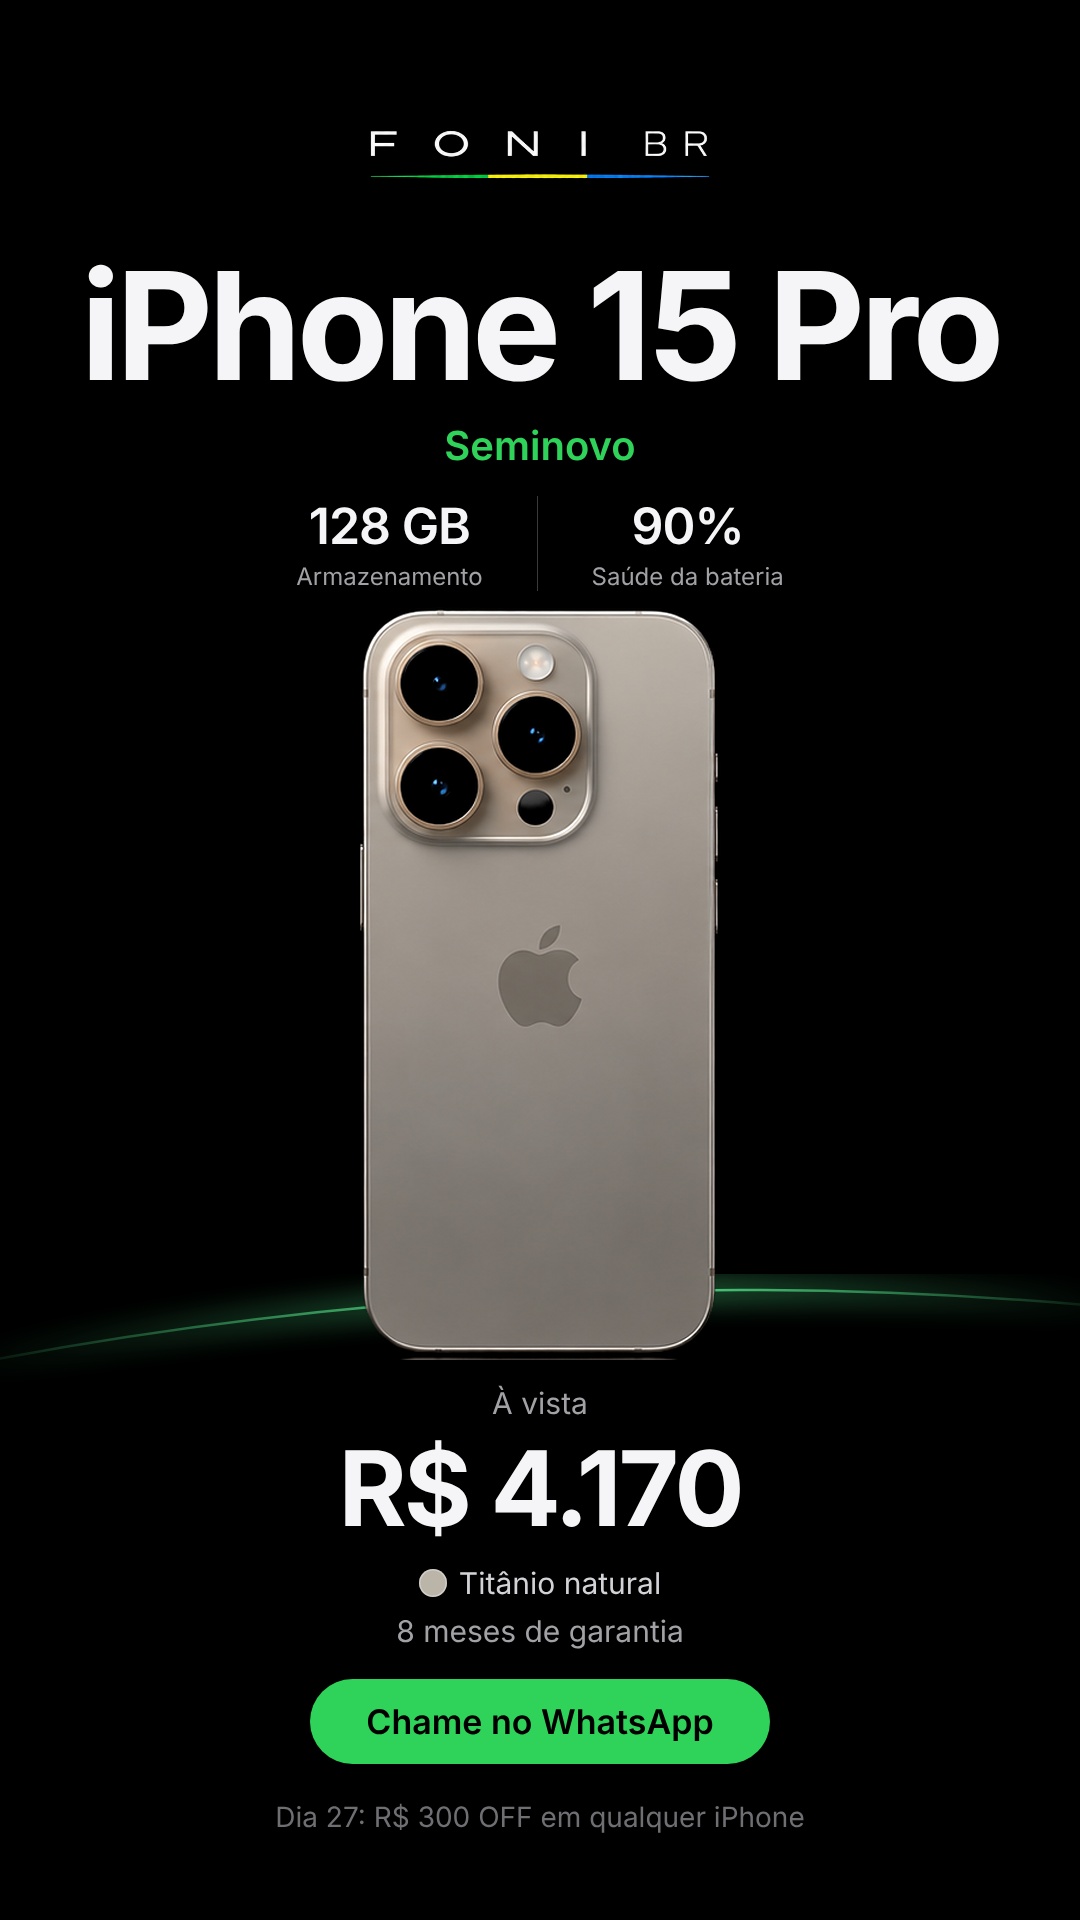 FONI BR
iPhone 15 Pro
Seminovo
128 GB
Armazenamento
90%
Saúde da bateria
À vista
R$ 4.170
Titânio natural
8 meses de garantia
Chame no WhatsApp
Dia 27: R$ 300 OFF em qualquer iPhone